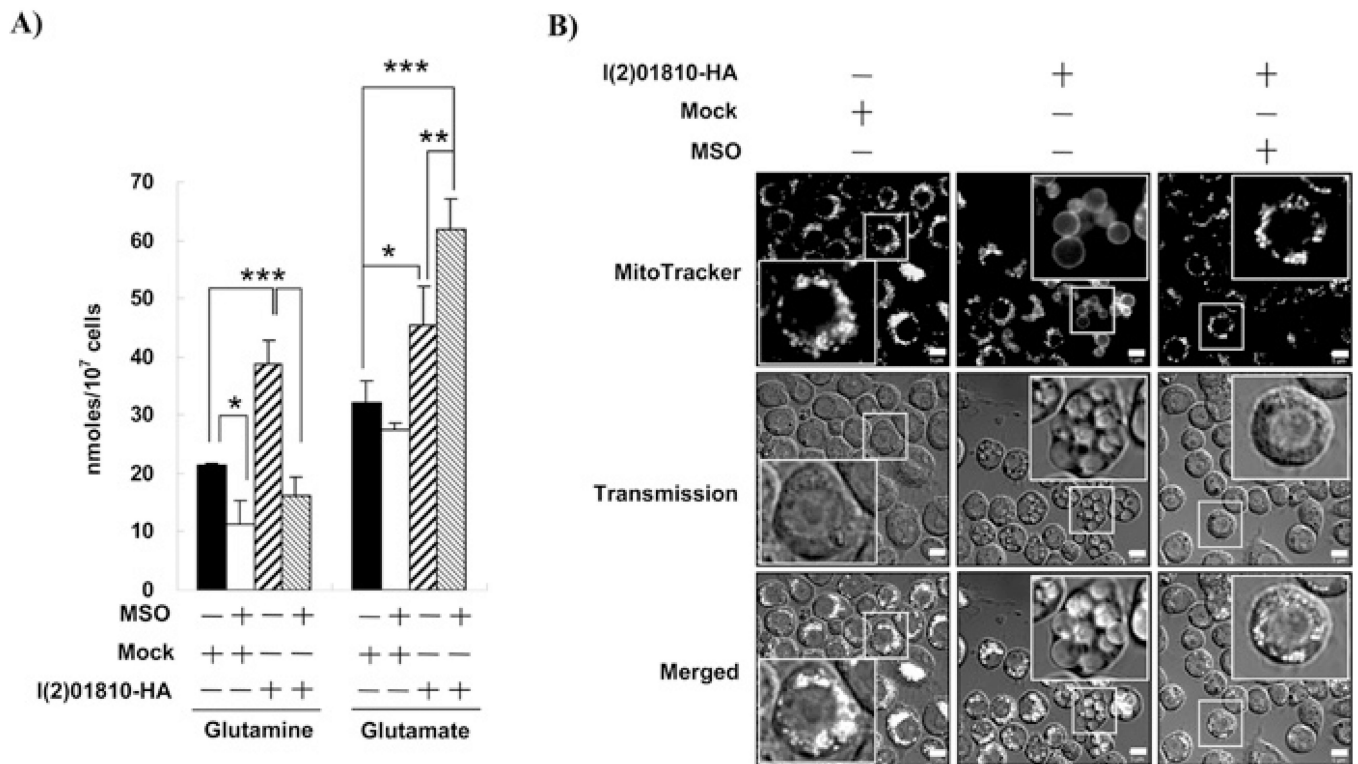 A)
B)
l(2)01810-HA – + +
Mock + – –
MSO – – +
MitoTracker
Transmission
Merged
nmoles/10⁷ cells
70
60
50
40
30
20
10
0
***
*
*
***
**
MSO – + – + – + – +
Mock + + – – + + – –
l(2)01810-HA – – + + – – + +
Glutamine Glutamate